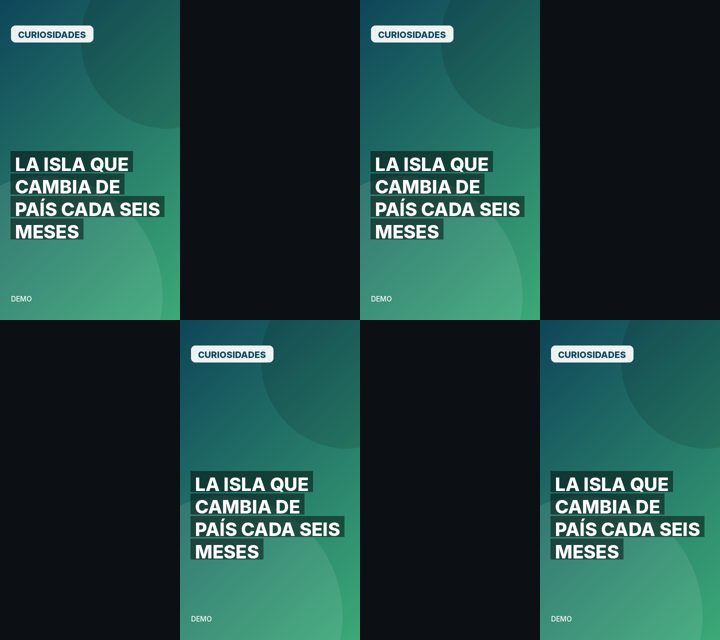 CURIOSIDADES
LA ISLA QUE
CAMBIA DE
PAÍS CADA SEIS
MESES
DEMO
CURIOSIDADES
LA ISLA QUE
CAMBIA DE
PAÍS CADA SEIS
MESES
DEMO
CURIOSIDADES
LA ISLA QUE
CAMBIA DE
PAÍS CADA SEIS
MESES
DEMO
CURIOSIDADES
LA ISLA QUE
CAMBIA DE
PAÍS CADA SEIS
MESES
DEMO